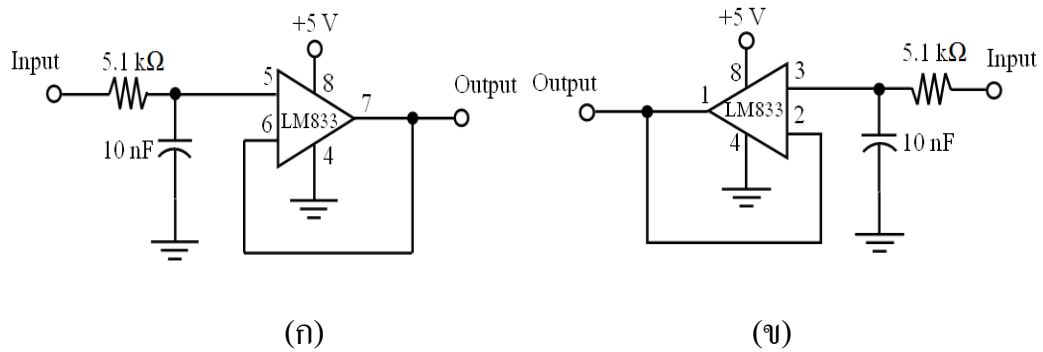 Input
5.1 kΩ
10 nF
+5 V
5
6
8
LM833
7
4
Output
(ก)
Output
+5 V
8
3
1
LM833
2
4
5.1 kΩ
Input
10 nF
(ข)